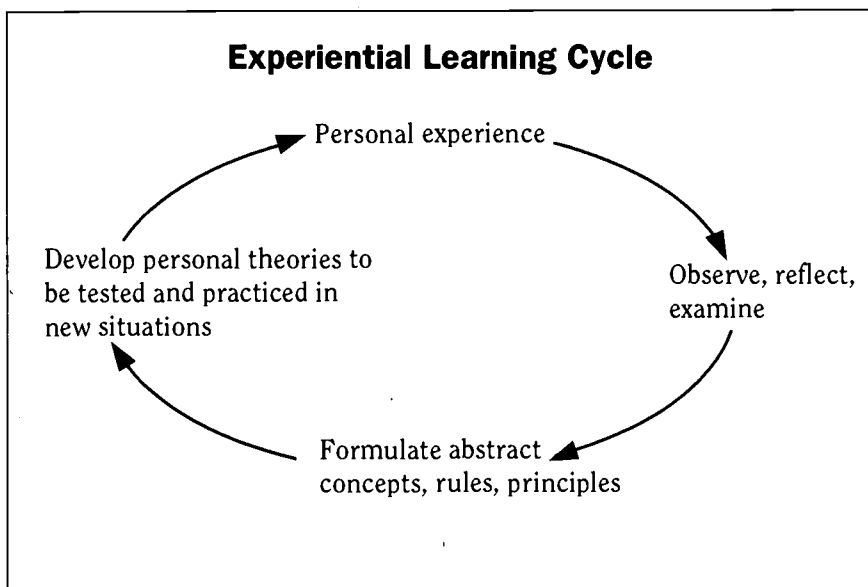 Experiential Learning Cycle
Personal experience
Observe, reflect,
examine
Formulate abstract
concepts, rules, principles
Develop personal theories to
be tested and practiced in
new situations